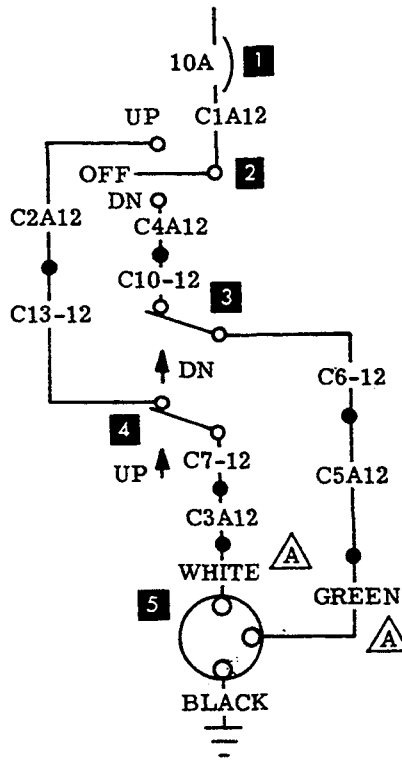 10A
1
UP
C1A12
OFF
2
DN
C2A12
C4A12
C10-12
3
C13-12
DN
C6-12
4
UP
C7-12
C5A12
C3A12
A
WHITE
5
GREEN
A
BLACK